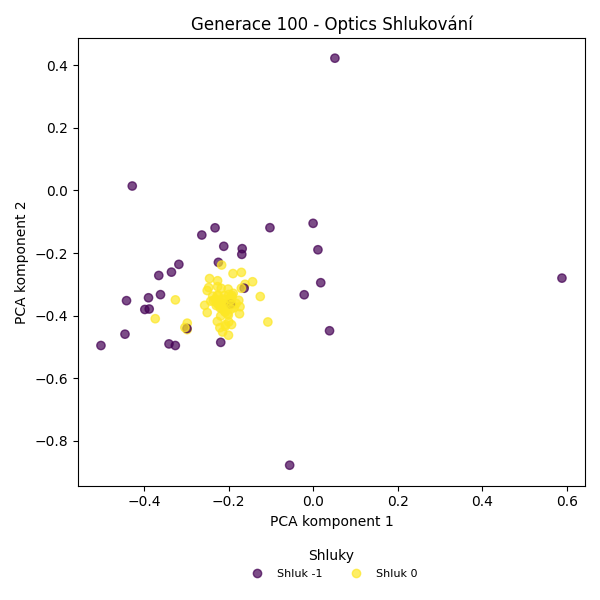 Generace 100 - Optics Shlukování
0.4
0.2
0.0
−0.2
−0.4
−0.6
−0.8
PCA komponent 2
−0.4
−0.2
0.0
0.2
0.4
0.6
PCA komponent 1
Shluky
Shluk -1
Shluk 0